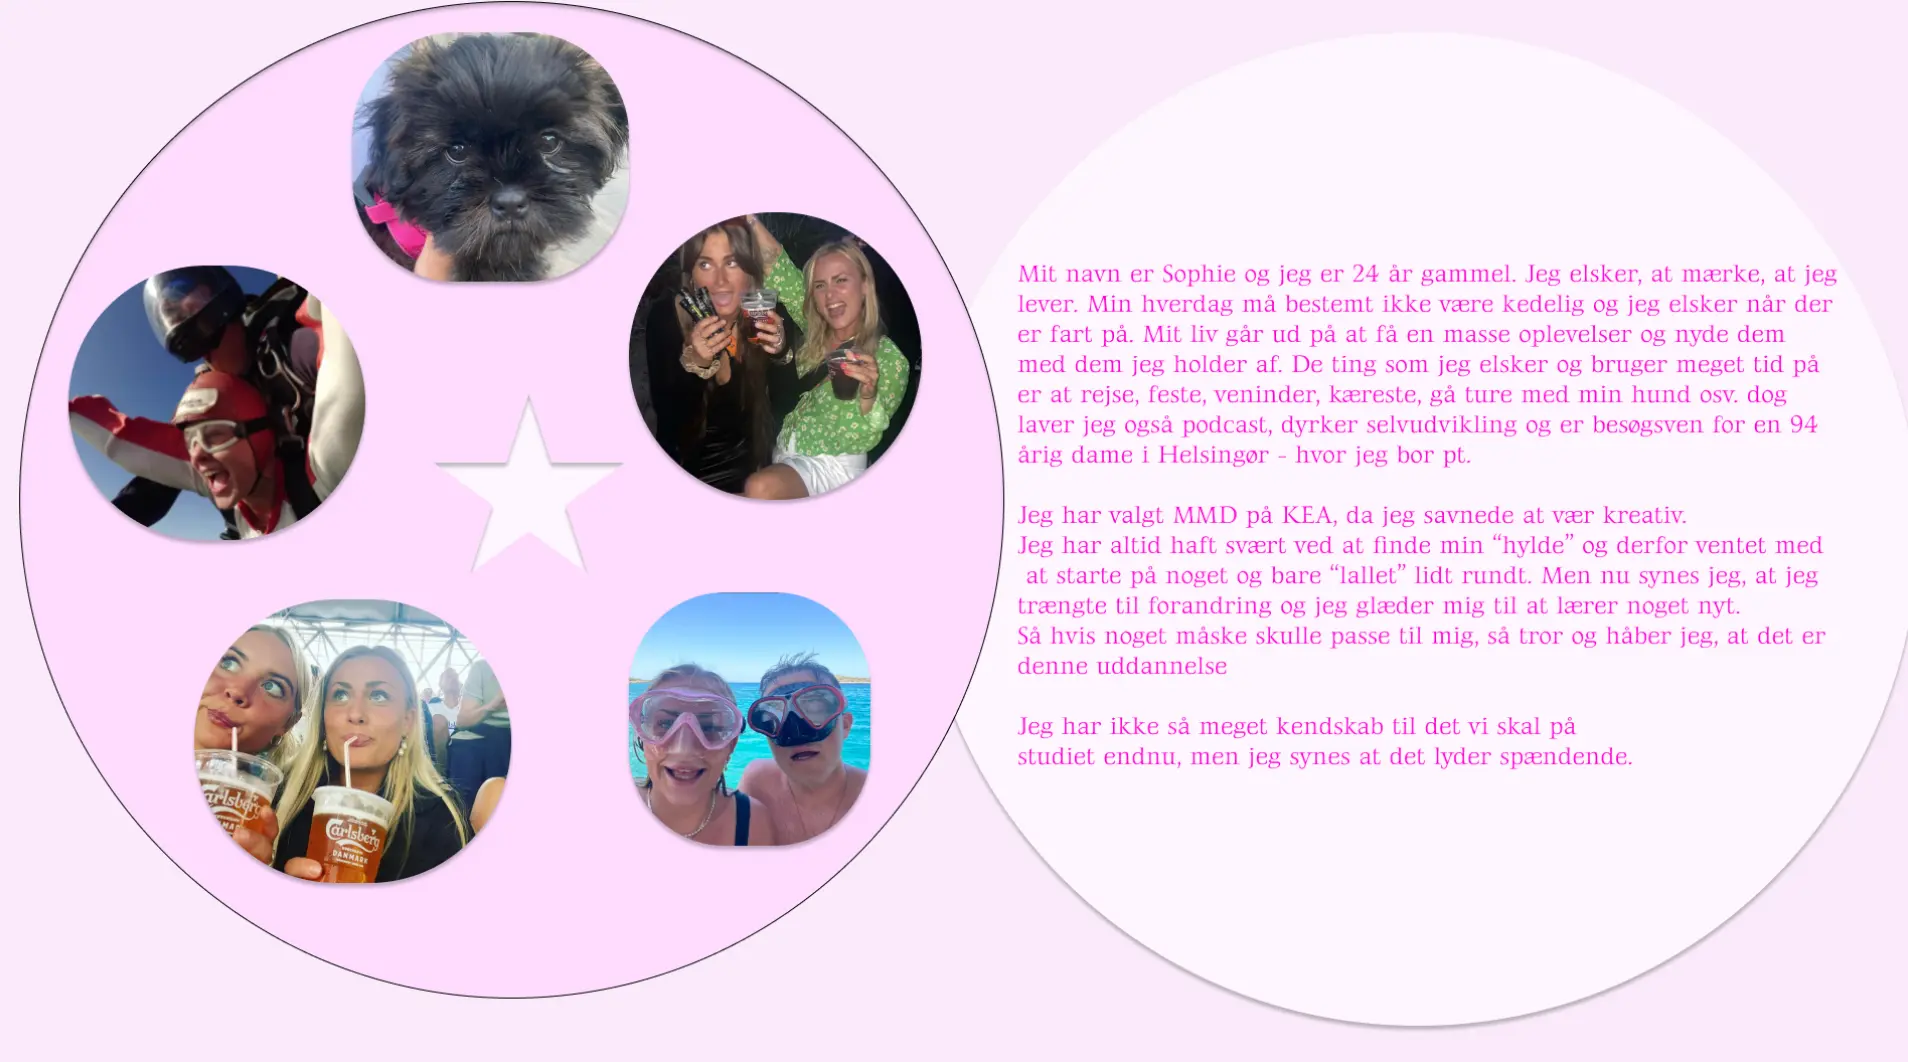 Mit navn er Sophie og jeg er 24 år gammel. Jeg elsker, at mærke, at jeg
lever. Min hverdag må bestemt ikke være kedelig og jeg elsker når der
er fart på. Mit liv går ud på at få en masse oplevelser og nyde dem
med dem jeg holder af. De ting som jeg elsker og bruger meget tid på
er at rejse, feste, veninder, kæreste, gå ture med min hund osv. dog
laver jeg også podcast, dyrker selvudvikling og er besøgsven for en 94
årig dame i Helsingør - hvor jeg bor pt.
Jeg har valgt MMD på KEA, da jeg savnede at vær kreativ.
Jeg har altid haft svært ved at finde min “hylde” og derfor ventet med
at starte på noget og bare “lallet” lidt rundt. Men nu synes jeg, at jeg
trængte til forandring og jeg glæder mig til at lærer noget nyt.
Så hvis noget måske skulle passe til mig, så tror og håber jeg, at det er
denne uddannelse
Jeg har ikke så meget kendskab til det vi skal på
studiet endnu, men jeg synes at det lyder spændende.
Carlsberg
DANMARK